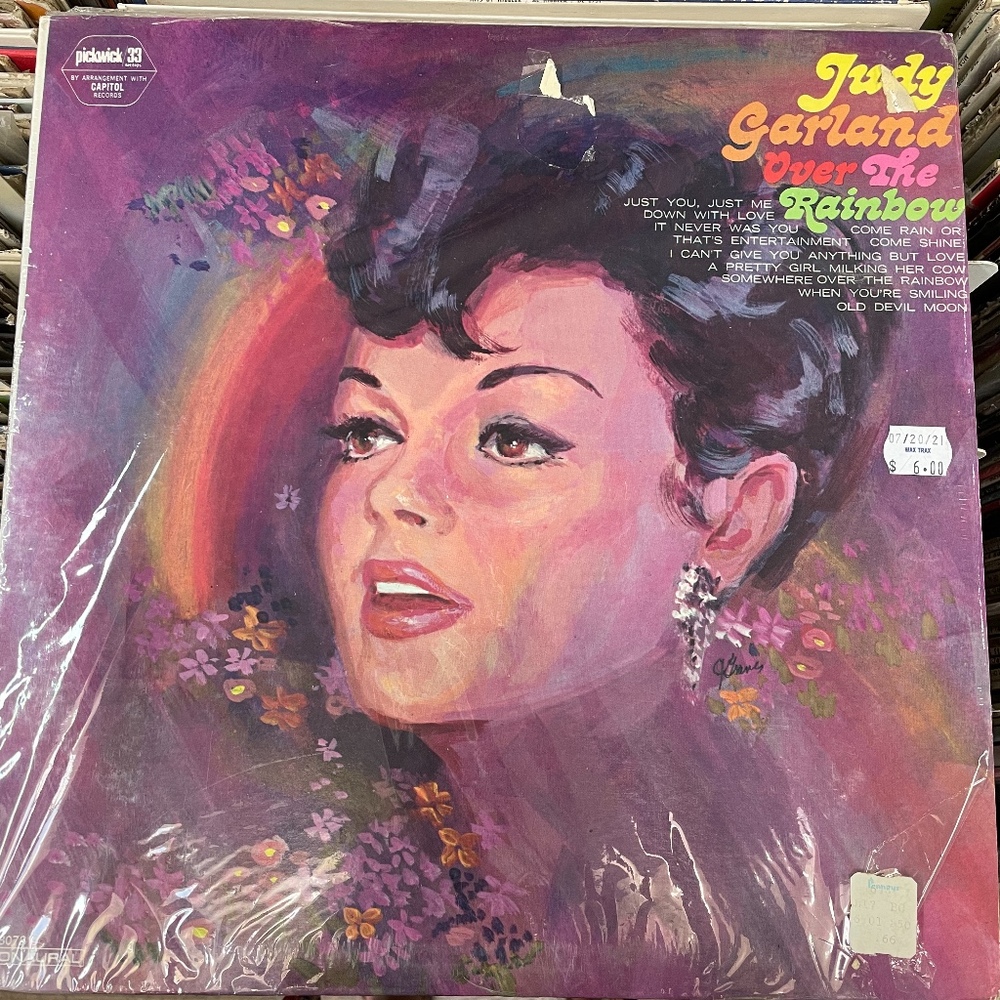 pickwick/33
BY ARRANGEMENT WITH
CAPITOL
RECORDS
Judy
Garland
Over The
Rainbow
JUST YOU, JUST ME
DOWN WITH LOVE
IT NEVER WAS YOU COME RAIN OR
THAT'S ENTERTAINMENT COME SHINE
I CAN'T GIVE YOU ANYTHING BUT LOVE
A PRETTY GIRL MILKING HER COW
SOMEWHERE OVER THE RAINBOW
WHEN YOU'RE SMILING
OLD DEVIL MOON
07/20/21
WAX TRAX
$ 6.00
Penneys
66